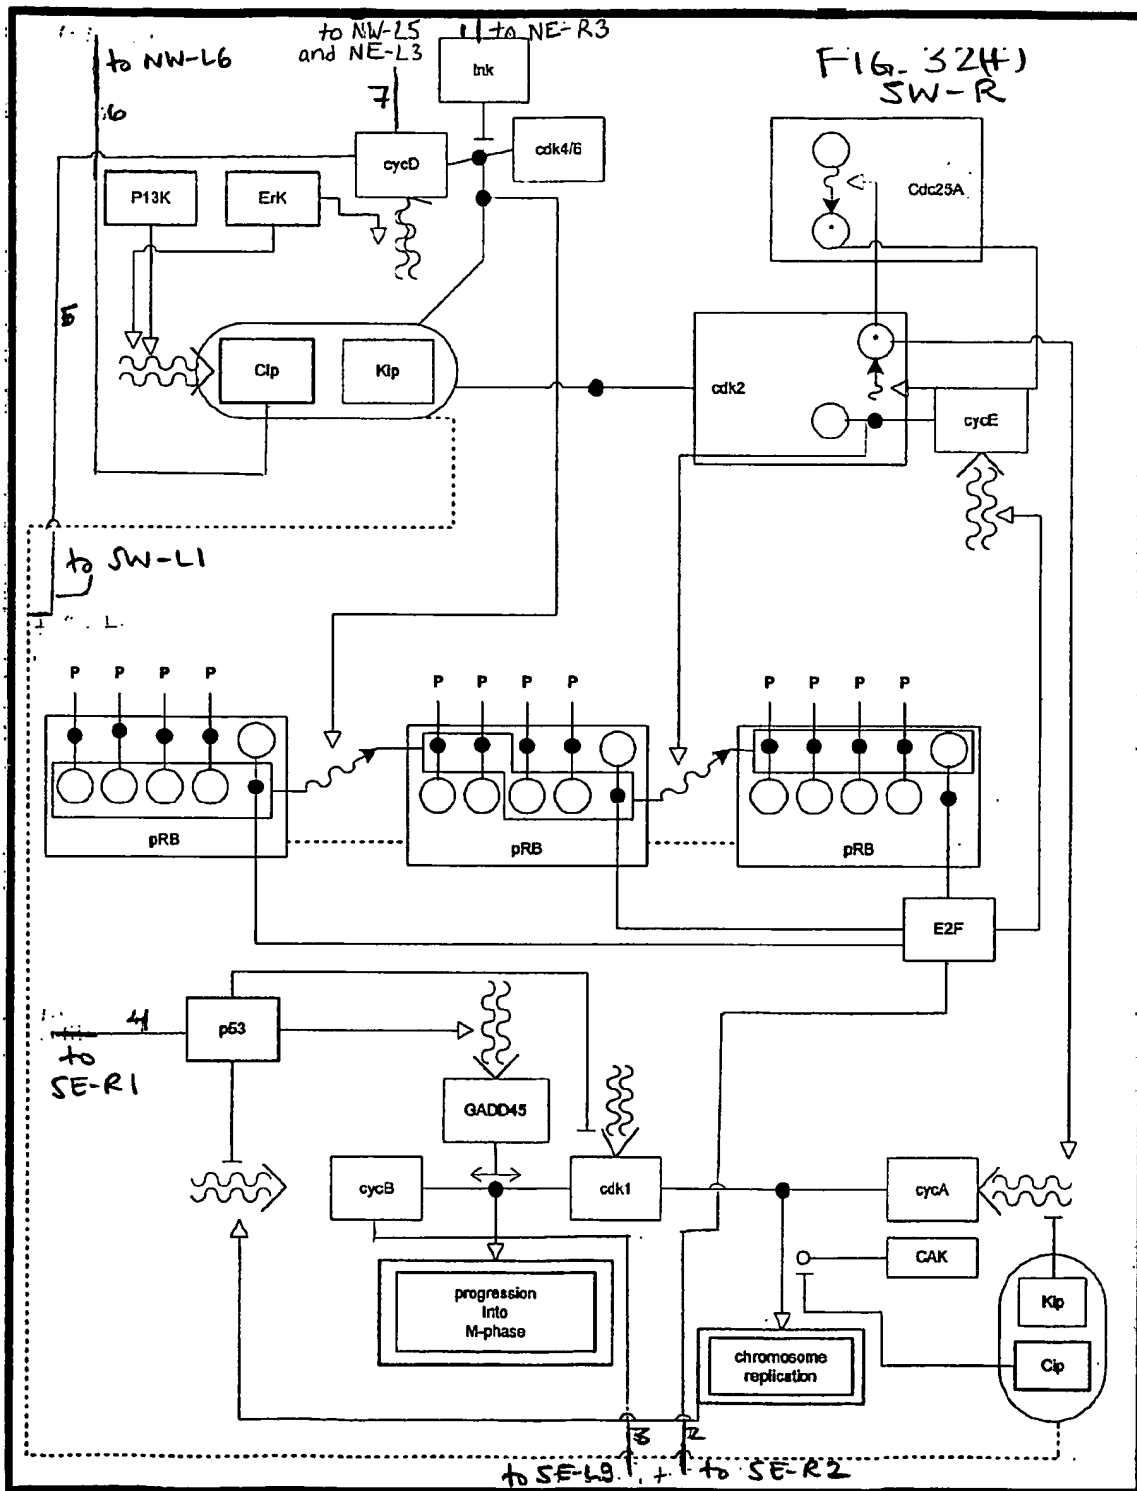 to NW-L5
and NE-L3
to NE-R3
FIG. 32(H)
SW-R
to NW-L6
6
7
Ink
cycD
cdk4/6
P13K
ErK
Cdc25A
Cip
Kip
cdk2
cycE
to SW-L1
P P P P
P P P P
P P P P
pRB
pRB
pRB
E2F
4
p53
to
SE-R1
GADD45
cycB
cdk1
cycA
CAK
progression
into
M-phase
chromosome
replication
Kip
Cip
3
2
to SE-L9
to SE-R2